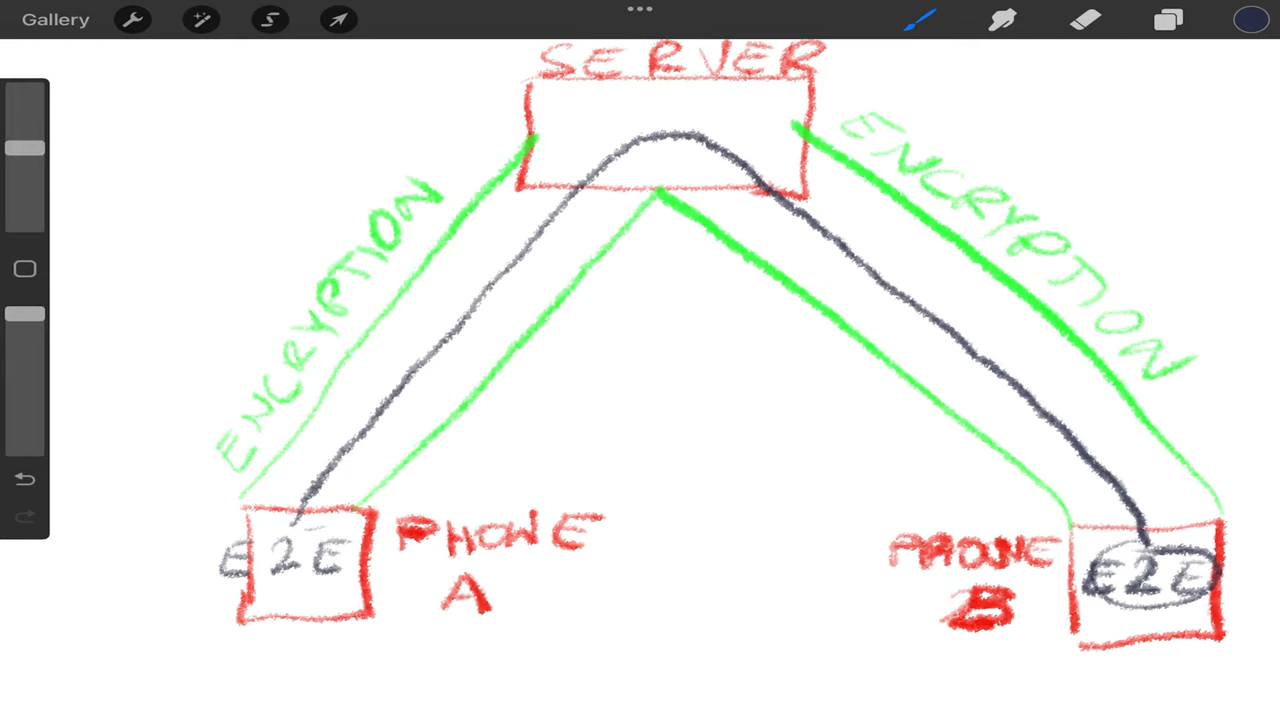 Gallery
SERVER
ENCRYPTION
ENCRYPTION
E2E
PHONE
A
PHONE
B
E2E